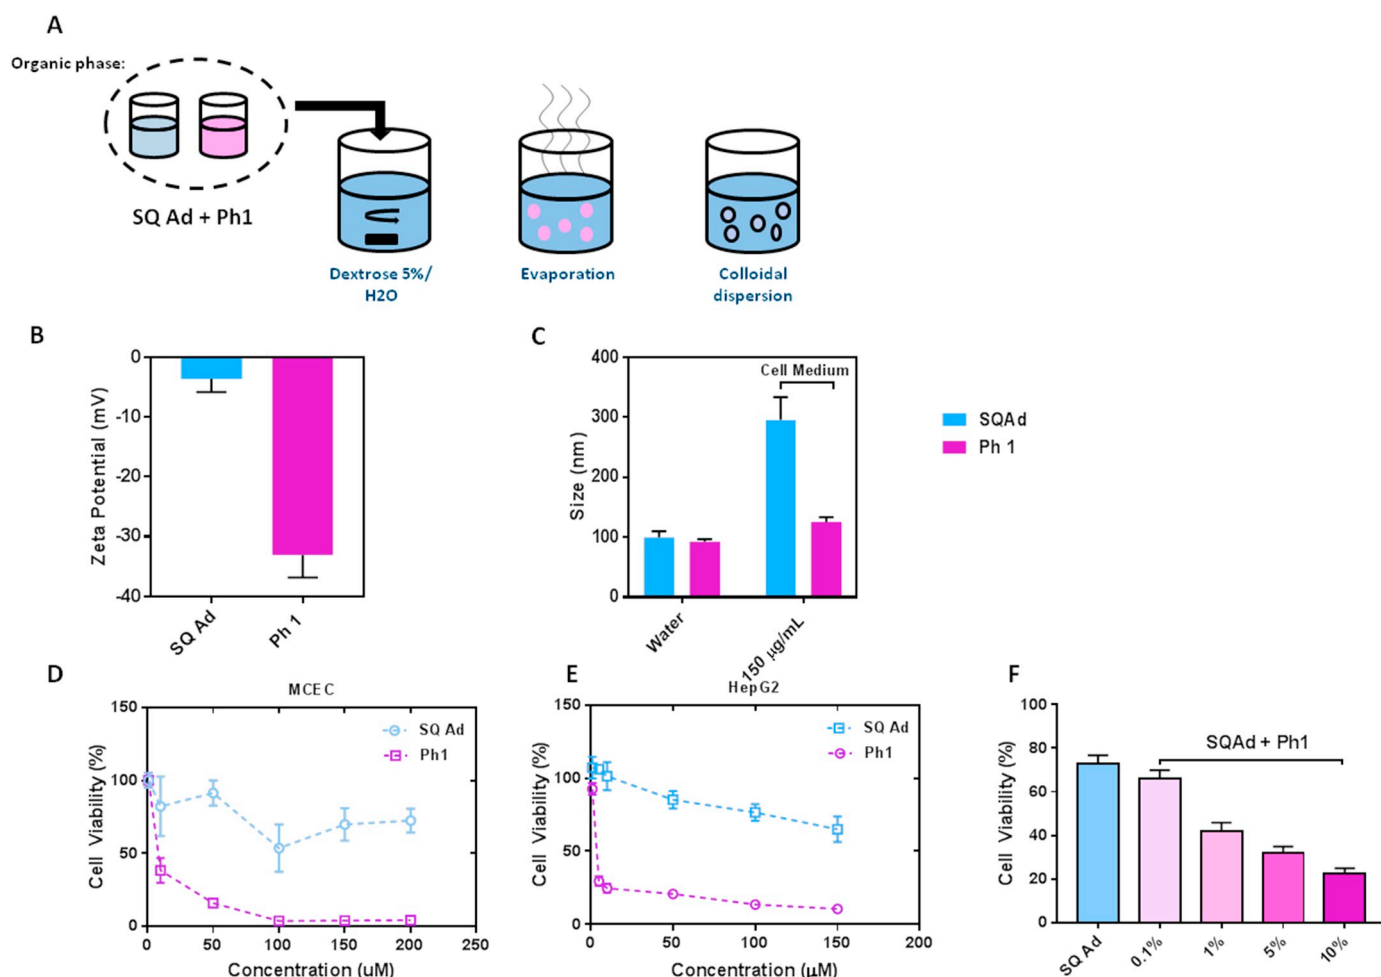 A
Organic phase:
SQ Ad + Ph1
Dextrose 5%/
H2O
Evaporation
Colloidal
dispersion
B
0
-10
-20
-30
-40
Zeta Potential (mV)
SQ Ad
Ph 1
C
400
300
200
100
0
Size (nm)
Cell Medium
Water
150 μg/mL
SQAd
Ph 1
D
MCEC
150
100
50
0
Cell Viability (%)
SQ Ad
Ph1
0 50 100 150 200 250
Concentration (uM)
E
HepG2
150
100
50
0
Cell Viability (%)
SQ Ad
Ph1
0 50 100 150 200
Concentration (μM)
F
100
80
60
40
20
0
Cell Viability (%)
SQAd + Ph1
SQ Ad
0.1%
1%
5%
10%